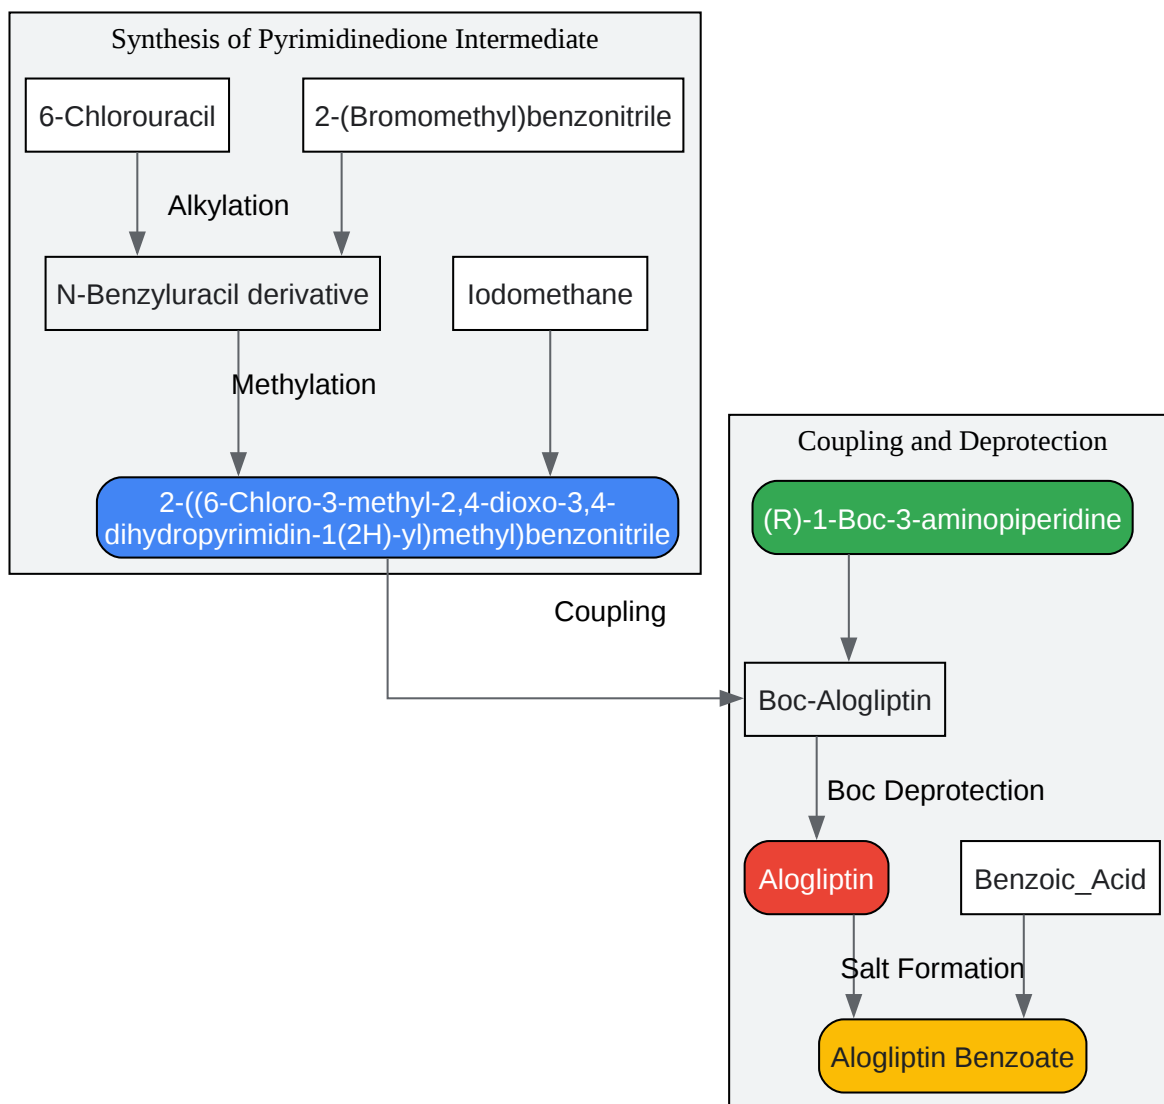 Synthesis of Pyrimidinedione Intermediate
6-Chlorouracil
2-(Bromomethyl)benzonitrile
Alkylation
N-Benzyluracil derivative
Iodomethane
Methylation
2-((6-Chloro-3-methyl-2,4-dioxo-3,4-
dihydropyrimidin-1(2H)-yl)methyl)benzonitrile
Coupling
Coupling and Deprotection
(R)-1-Boc-3-aminopiperidine
Boc-Alogliptin
Boc Deprotection
Alogliptin
Benzoic_Acid
Salt Formation
Alogliptin Benzoate